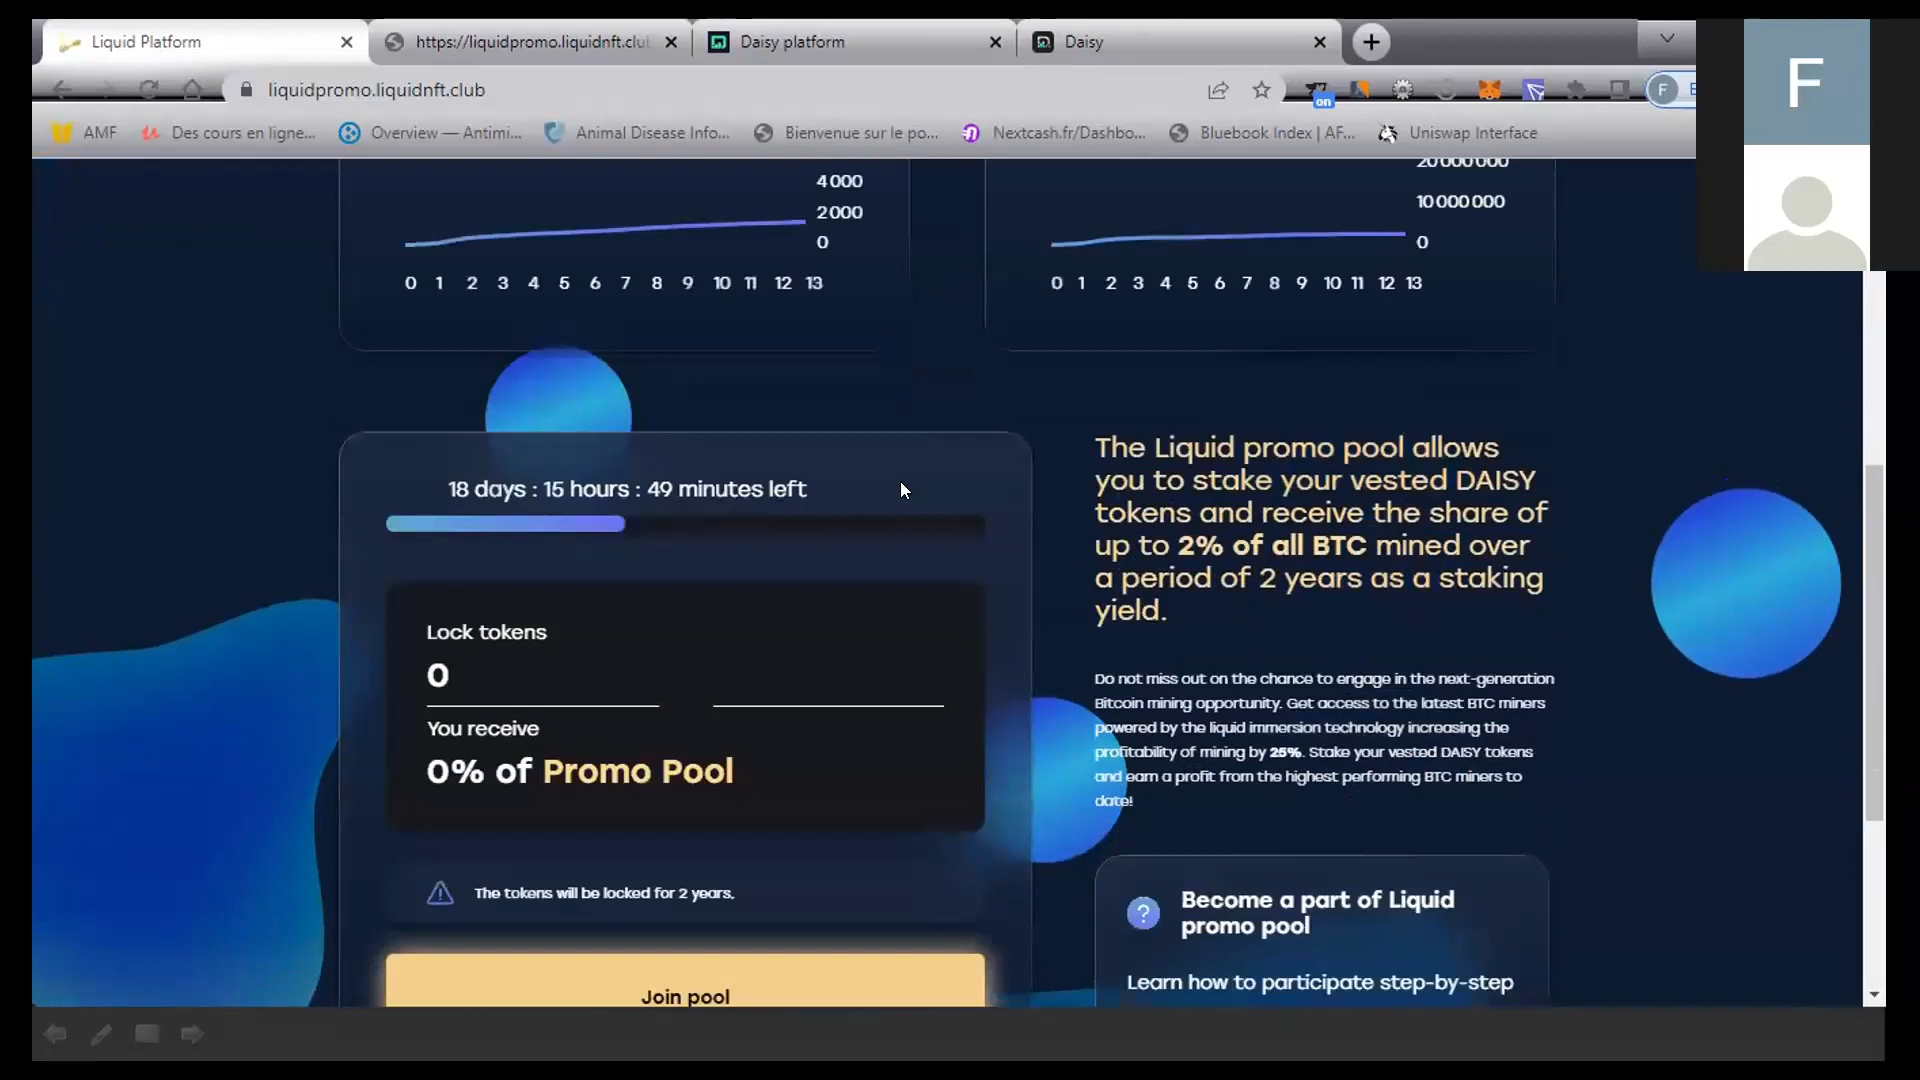 Liquid Platform
https://liquidpromo.liquidnft.clu
Daisy platform
Daisy
F
liquidpromo.liquidnft.club
on
F
AMF
Des cours en ligne...
Overview — Antimi...
Animal Disease Info...
Bienvenue sur le po...
Nextcash.fr/Dashbo...
Bluebook Index | AF...
Uniswap Interface
4 000
2 000
0
0 1 2 3 4 5 6 7 8 9 10 11 12 13
20 000 000
10 000 000
0
0 1 2 3 4 5 6 7 8 9 10 11 12 13
18 days : 15 hours : 49 minutes left
Lock tokens
0
You receive
0% of Promo Pool
The tokens will be locked for 2 years.
Join pool
The Liquid promo pool allows
you to stake your vested DAISY
tokens and receive the share of
up to 2% of all BTC mined over
a period of 2 years as a staking
yield.
Do not miss out on the chance to engage in the next-generation
Bitcoin mining opportunity. Get access to the latest BTC miners
powered by the liquid immersion technology increasing the
profitability of mining by 25%. Stake your vested DAISY tokens
and earn a profit from the highest performing BTC miners to
date!
?
Become a part of Liquid
promo pool
Learn how to participate step-by-step